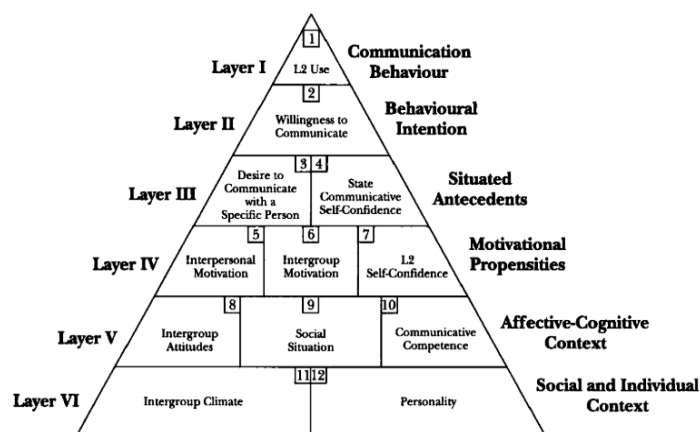 1
Layer I
L2 Use
Communication
Behaviour
2
Layer II
Willingness to
Communicate
Behavioural
Intention
3 4
Layer III
Desire to
Communicate
with a
Specific Person
State
Communicative
Self-Confidence
Situated
Antecedents
5 6 7
Layer IV
Interpersonal
Motivation
Intergroup
Motivation
L2
Self-Confidence
Motivational
Propensities
8 9 10
Layer V
Intergroup
Attitudes
Social
Situation
Communicative
Competence
Affective-Cognitive
Context
11 12
Layer VI
Intergroup Climate
Personality
Social and Individual
Context